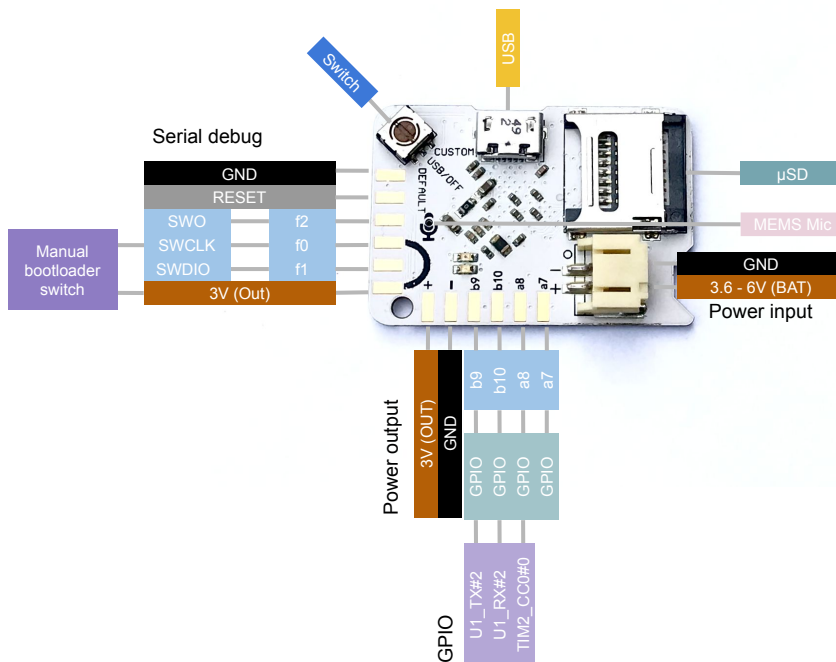 USB
Switch
Serial debug
GND
RESET
SWO
f2
SWCLK
f0
SWDIO
f1
3V (Out)
Manual
bootloader
switch
49
2
CUSTOM
USB/OFF
DEFAULT
µSD
MEMS Mic
GND
3.6 - 6V (BAT)
Power input
+
-
b9
b10
a8
a7
-
+
Power output
3V (OUT)
GND
b9
b10
a8
a7
GPIO
GPIO
GPIO
GPIO
GPIO
U1_TX#2
U1_RX#2
TIM2_CC0#0